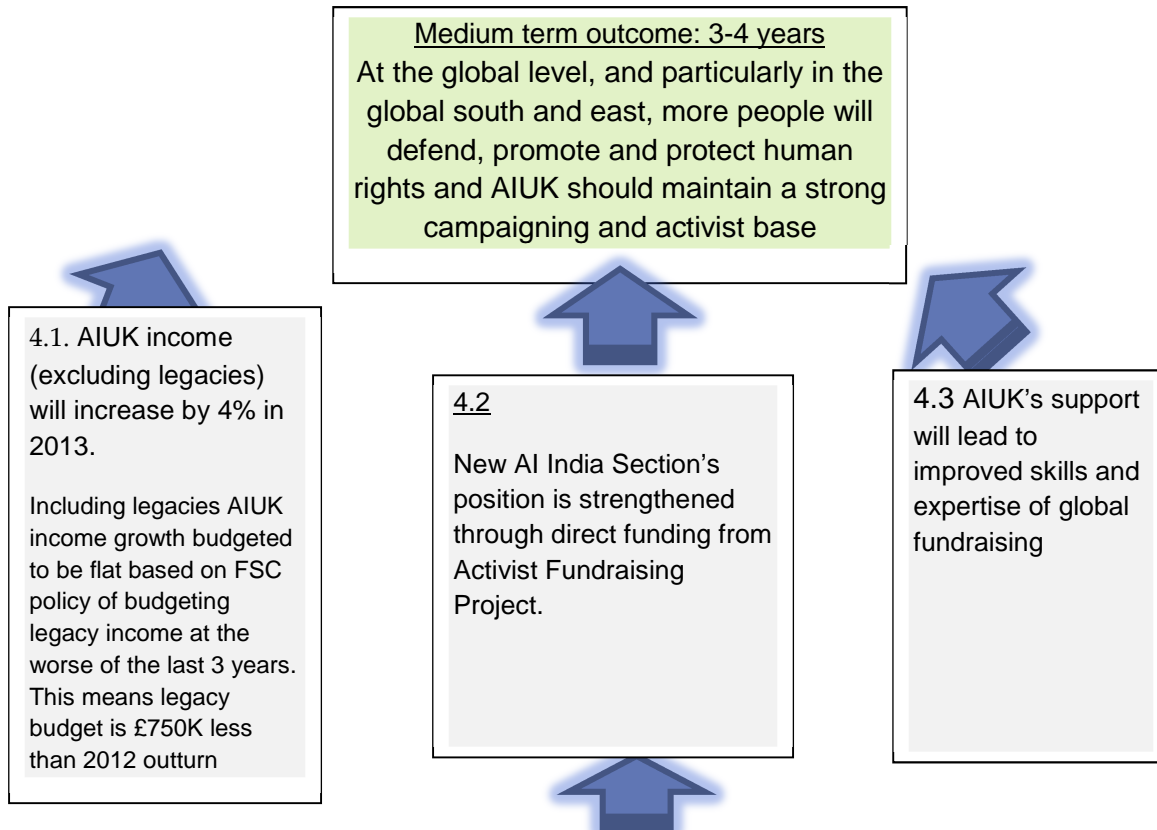 Medium term outcome: 3-4 years
At the global level, and particularly in the
global south and east, more people will
defend, promote and protect human
rights and AIUK should maintain a strong
campaigning and activist base
4.1. AIUK income
(excluding legacies)
will increase by 4% in
2013.
Including legacies AIUK
income growth budgeted
to be flat based on FSC
policy of budgeting
legacy income at the
worse of the last 3 years.
This means legacy
budget is £750K less
than 2012 outturn
4.2
New AI India Section’s
position is strengthened
through direct funding from
Activist Fundraising
Project.
4.3 AIUK’s support
will lead to
improved skills and
expertise of global
fundraising